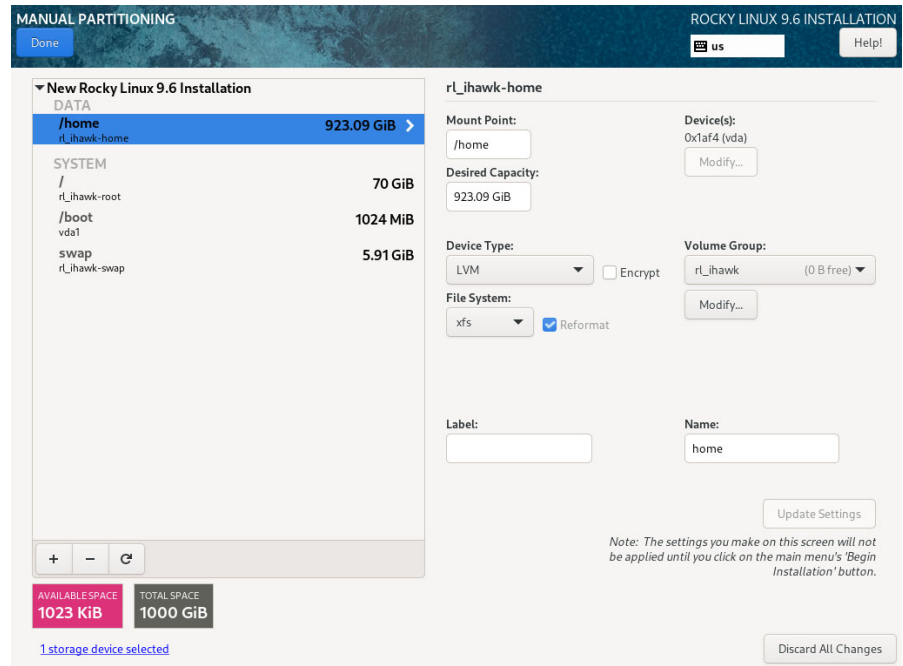 MANUAL PARTITIONING
ROCKY LINUX 9.6 INSTALLATION
Done
us
Help!
New Rocky Linux 9.6 Installation
DATA
/home
923.09 GiB
rl_ihawk-home
SYSTEM
/
70 GiB
rl_ihawk-root
/boot
1024 MiB
vda1
swap
5.91 GiB
rl_ihawk-swap
+ −
AVAILABLE SPACE
1023 KiB
TOTAL SPACE
1000 GiB
1 storage device selected
rl_ihawk-home
Mount Point:
/home
Device(s):
0x1af4 (vda)
Modify...
Desired Capacity:
923.09 GiB
Device Type:
LVM
Encrypt
Volume Group:
rl_ihawk (0 B free)
Modify...
File System:
xfs
Reformat
Label:
Name:
home
Update Settings
Note: The settings you make on this screen will not
be applied until you click on the main menu's 'Begin
Installation' button.
Discard All Changes